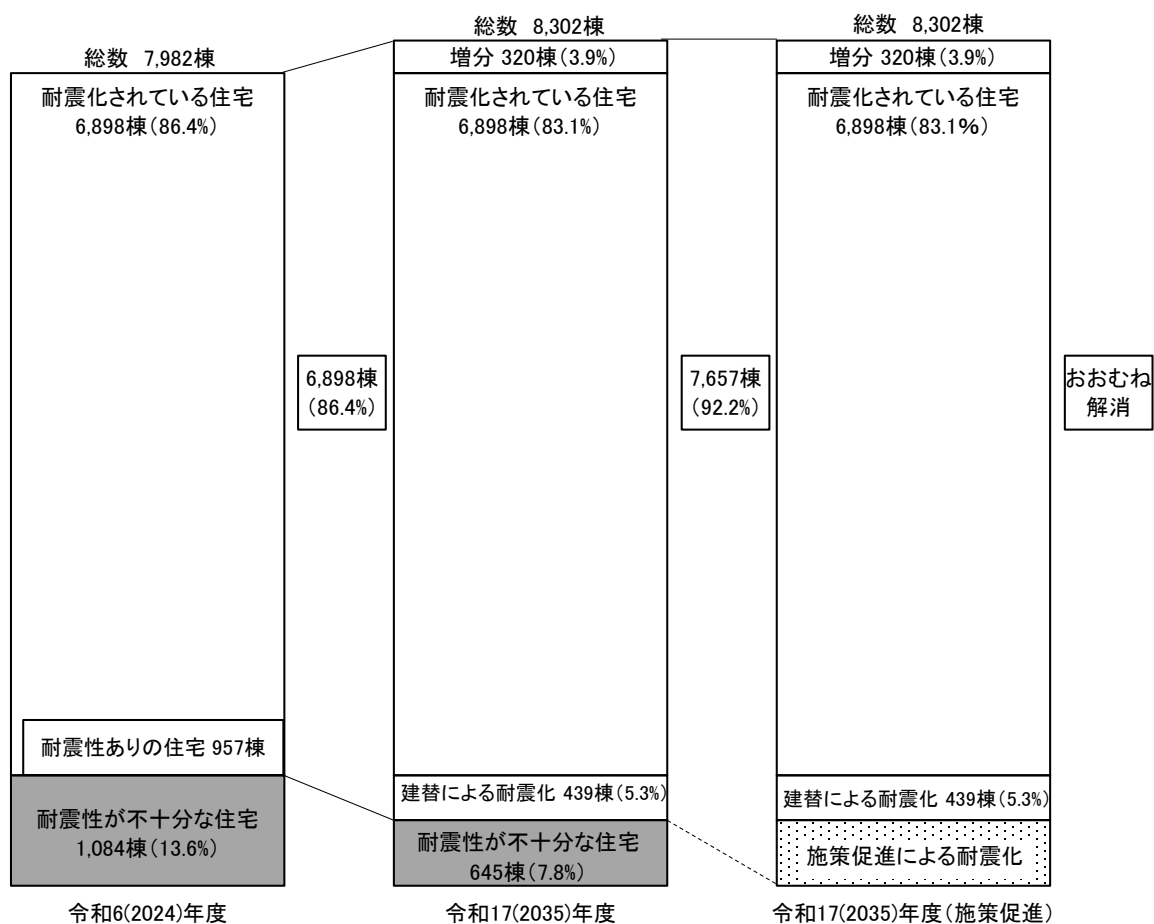 総数 7,982棟
耐震化されている住宅
6,898棟(86.4%)
耐震性ありの住宅 957棟
耐震性が不十分な住宅
1,084棟(13.6%)
令和6(2024)年度
6,898棟
(86.4%)
総数 8,302棟
増分 320棟(3.9%)
耐震化されている住宅
6,898棟(83.1%)
建替による耐震化 439棟(5.3%)
耐震性が不十分な住宅
645棟(7.8%)
令和17(2035)年度
7,657棟
(92.2%)
総数 8,302棟
増分 320棟(3.9%)
耐震化されている住宅
6,898棟(83.1%)
建替による耐震化 439棟(5.3%)
施策促進による耐震化
令和17(2035)年度(施策促進)
おおむね
解消